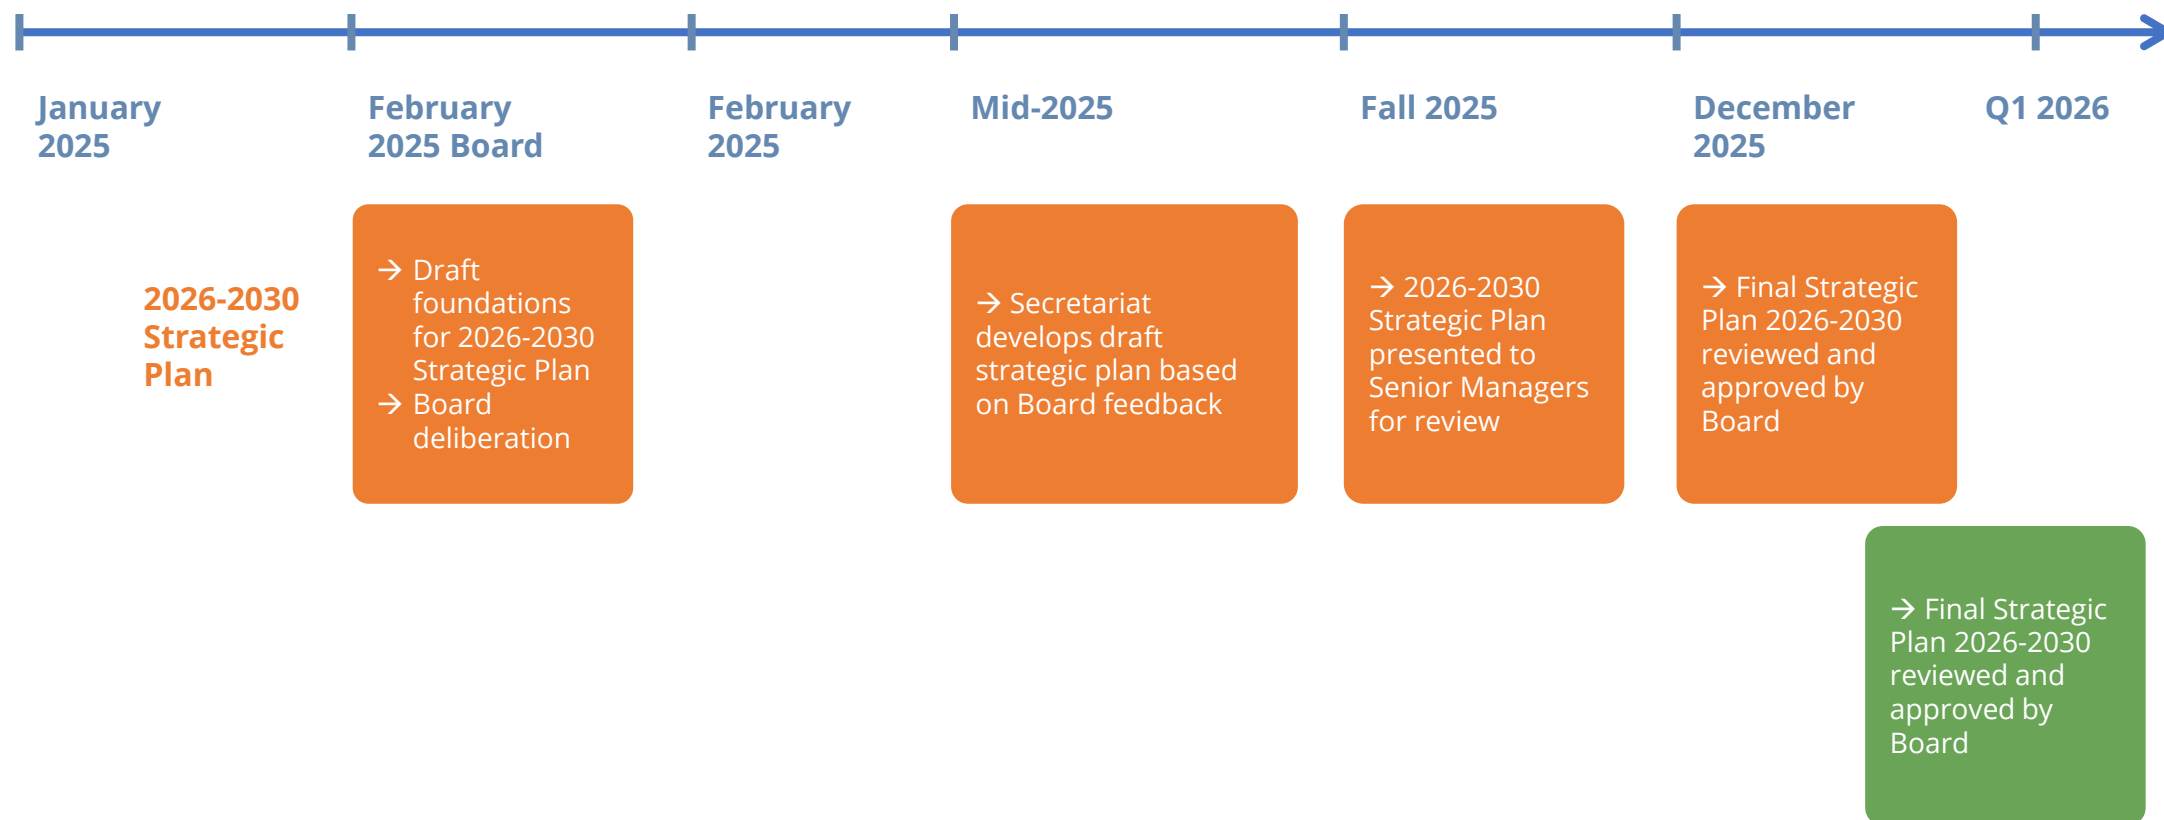 January
2025
February
2025 Board
February
2025
Mid-2025
Fall 2025
December
2025
Q1 2026
2026-2030
Strategic
Plan
→ Draft
foundations
for 2026-2030
Strategic Plan
→ Board
deliberation
→ Secretariat
develops draft
strategic plan based
on Board feedback
→ 2026-2030
Strategic Plan
presented to
Senior Managers
for review
→ Final Strategic
Plan 2026-2030
reviewed and
approved by
Board
→ Final Strategic
Plan 2026-2030
reviewed and
approved by
Board